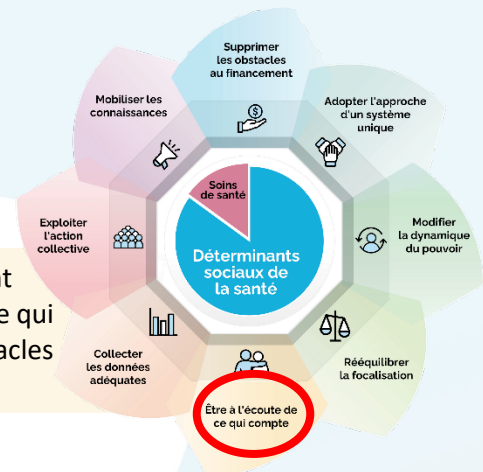 Supprimer
les obstacles
au financement
Adopter l'approche
d'un système
unique
Modifier
la dynamique
du pouvoir
Rééquilibrer
la focalisation
Être à l'écoute de
ce qui compte
Collecter
les données
adéquates
Exploiter
l'action
collective
Mobiliser les
connaissances
Soins
de santé
Déterminants
sociaux de
la santé
e qui
tacles